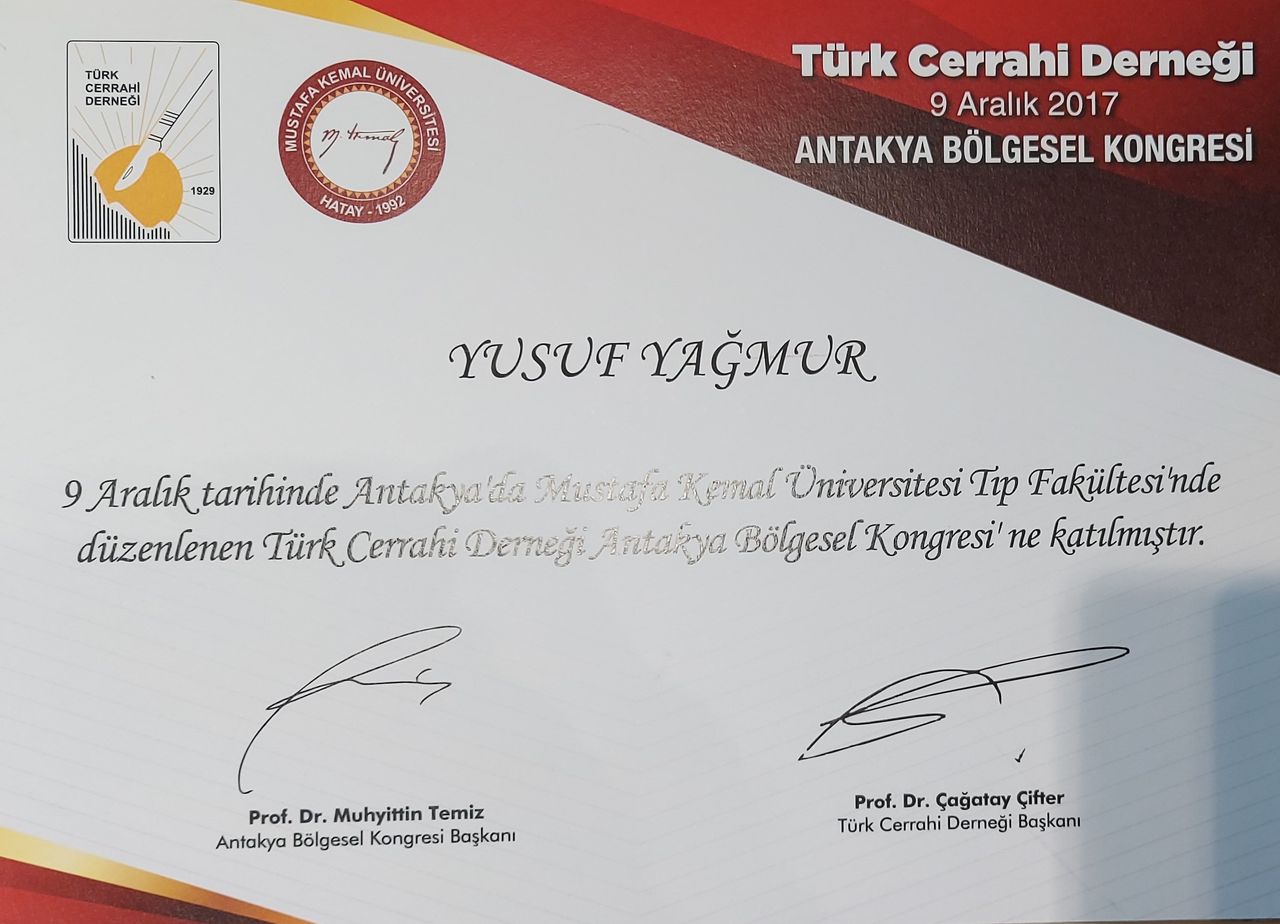 TÜRK
CERRAHİ
DERNEĞİ
1929
MUSTAFA KEMAL ÜNİVERSİTESİ
HATAY - 1992
Türk Cerrahi Derneği
9 Aralık 2017
ANTAKYA BÖLGESEL KONGRESİ
YUSUF YAĞMUR
9 Aralık tarihinde Antakya'da Mustafa Kemal Üniversitesi Tıp Fakültesi'nde
düzenlenen Türk Cerrahi Derneği Antakya Bölgesel Kongresi' ne katılmıştır.
Prof. Dr. Muhyittin Temiz
Antakya Bölgesel Kongresi Başkanı
Prof. Dr. Çağatay Çifter
Türk Cerrahi Derneği Başkanı